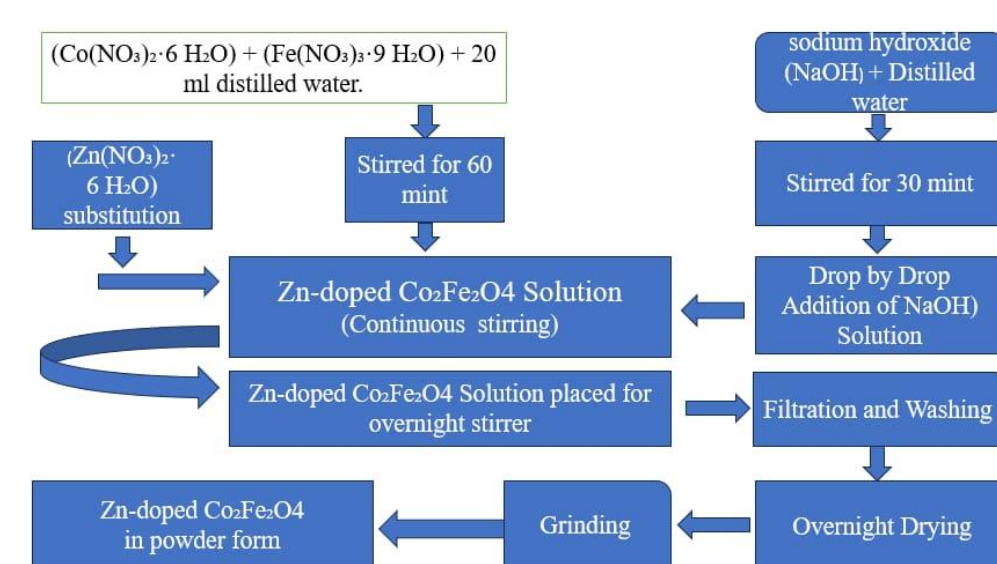 (Co(NO₃)₂·6 H₂O) + (Fe(NO₃)₃·9 H₂O) + 20
ml distilled water.
sodium hydroxide
(NaOH) + Distilled
water
(Zn(NO₃)₂·
6 H₂O)
substitution
Stirred for 60
mint
Stirred for 30 mint
Zn-doped Co₂Fe₂O4 Solution
(Continuous stirring)
Drop by Drop
Addition of NaOH)
Solution
Zn-doped Co₂Fe₂O4 Solution placed for
overnight stirrer
Filtration and Washing
Zn-doped Co₂Fe₂O4
in powder form
Grinding
Overnight Drying